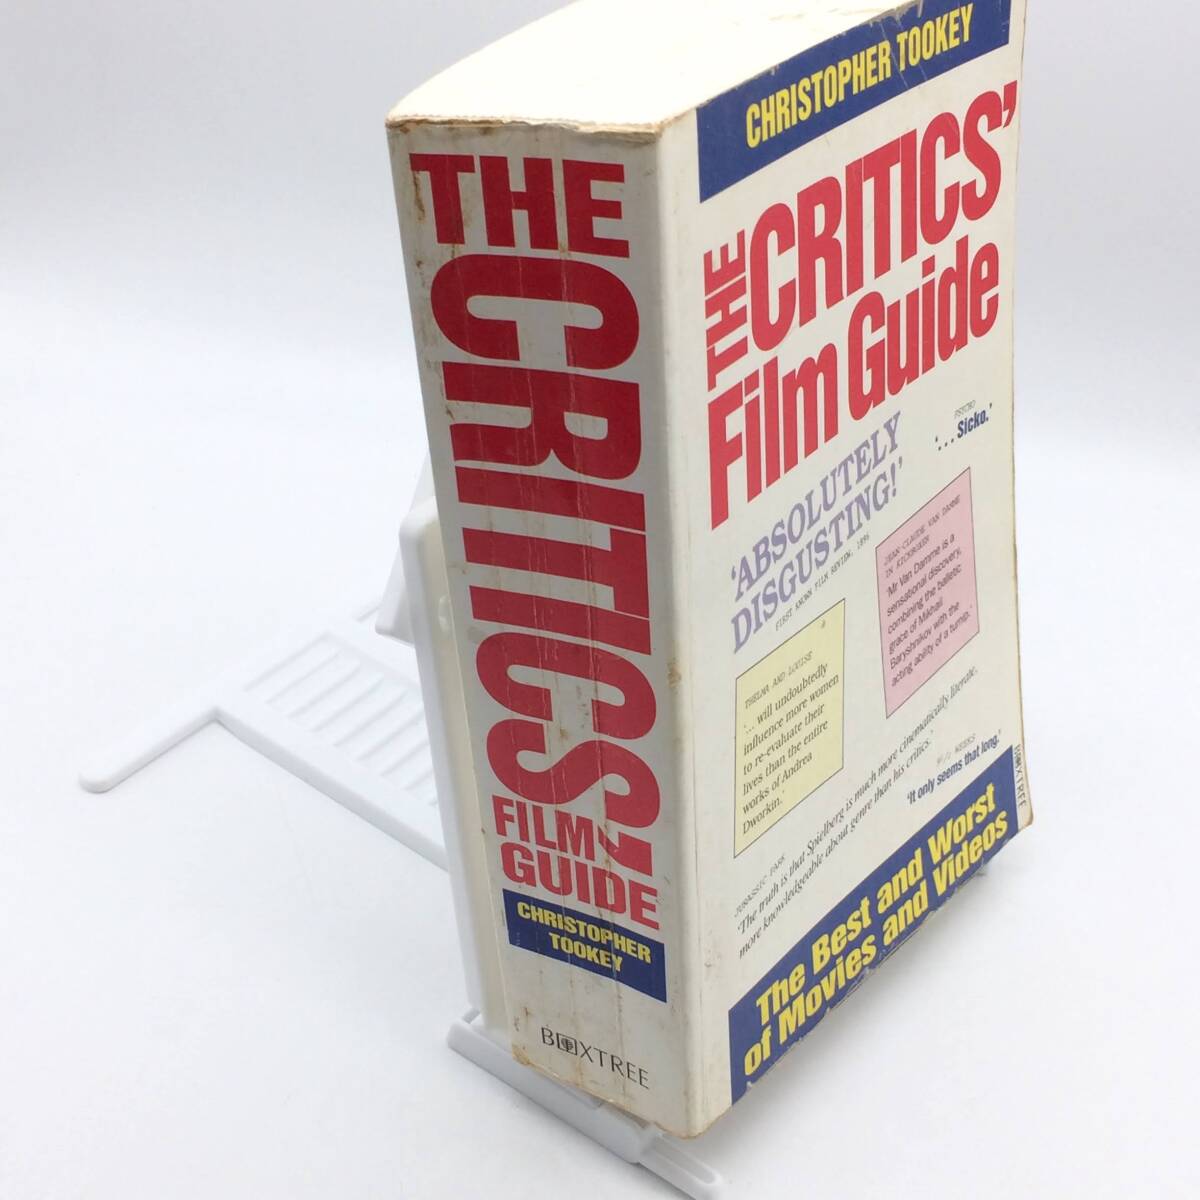 THE
CRITICS'
FILM
GUIDE
CHRISTOPHER
TOOKEY
BOXTREE
CHRISTOPHER TOOKEY
THE CRITICS'
Film Guide
PSYCHO
'... Sicko.'
'ABSOLUTELY
DISGUSTING!'
FIRST KNOWN FILM REVIEW, 1896
JEAN-CLAUDE VAN DAMME
IN KICKBOXER
'Mr Van Damme is a
sensational discovery,
combining the balletic
grace of Mikhail
Baryshnikov with the
acting ability of a turnip.'
THELMA AND LOUISE
'... will undoubtedly
influence more women
to re-evaluate their
lives than the entire
works of Andrea
Dworkin.'
JURASSIC PARK
'The truth is that Spielberg is much more cinematically literate,
more knowledgeable about genre than his critics.'
9½ WEEKS
'It only seems that long.'
BOXTREE
The Best and Worst
of Movies and Videos